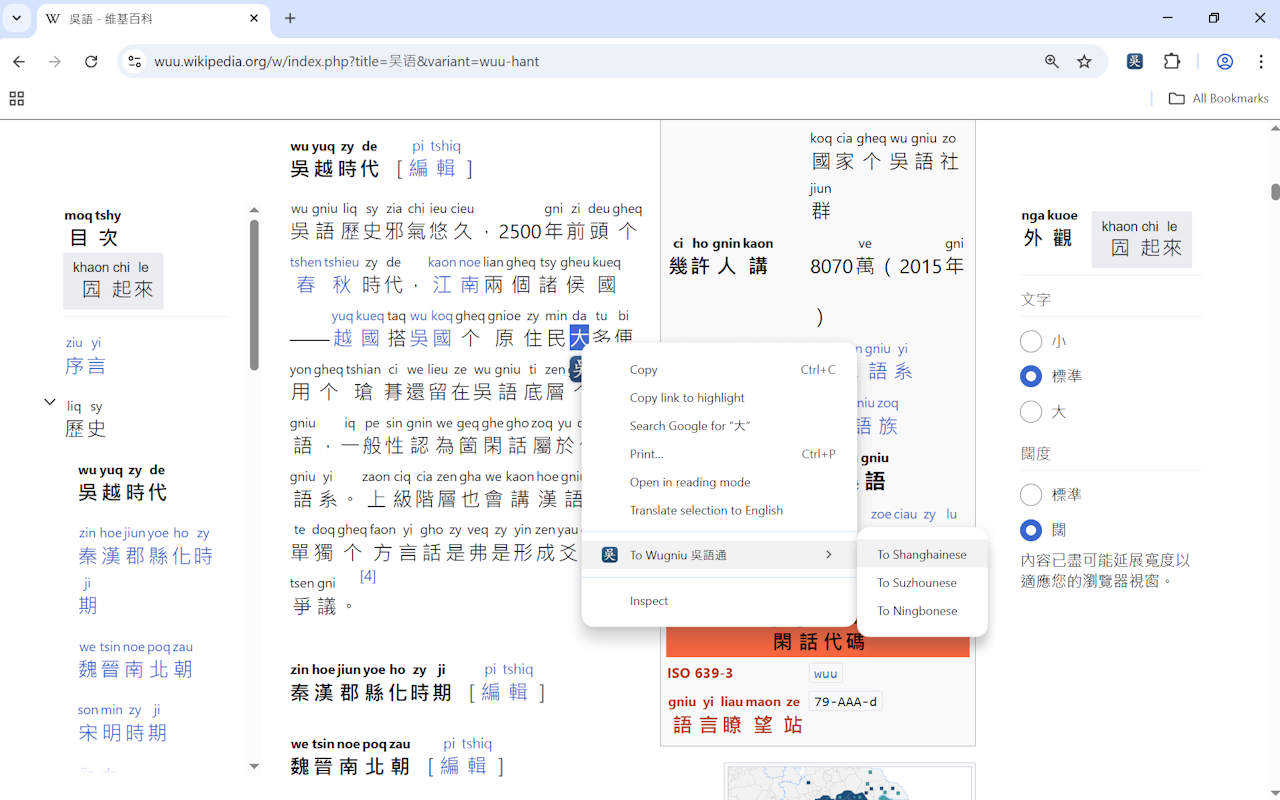 吳語 - 维基百科
wuu.wikipedia.org/w/index.php?title=吴语&variant=wuu-hant
All Bookmarks
moq tshy
目次
khaon chi le
囥起來
ziu yi
序言
liq sy
歷史
wu yuq zy de
吳越時代
zin hoe jiun yoe ho zy
秦漢郡縣化時
ji
期
we tsin noe poq zau
魏晉南北朝
son min zy ji
宋明時期
wu yuq zy de pi tshiq
吳越時代 [編輯]
wu gniu liq sy zia chi ieu cieu gni zi deu gheq
吳語歷史邪氣悠久，2500年前頭个
tshen tshieu zy de kaon noe lian gheq tsy gheu kueq
春秋時代，江南兩個諸侯國
yuq kueq taq wu koq gheq gnioe zy min da tu bi
——越國搭吳國个原住民大多便
yon gheq tshian ci we lieu ze wu gniu ti zen
用个瑲朞還留在吳語底層
gniu iq pe sin gnin we geq ghe gho zoq yu
語，一般性認為箇閑話屬於
gniu yi zaon ciq cia zen gha we kaon hoe gniu
語系。上級階層也會講漢語
te doq gheq faon yi gho zy veq zy yin zen yau
單獨个方言話是弗是形成爻
tsen gni [4]
爭議。
zin hoe jiun yoe ho zy ji pi tshiq
秦漢郡縣化時期 [編輯]
we tsin noe poq zau pi tshiq
魏晉南北朝 [編輯]
koq cia gheq wu gniu zo
國家个吳語社
jiun
群
ci ho gnin kaon ve gni
幾許人講 8070萬(2015年
)
gniu yi
語系
niu zoq
語族
gniu
語
zoe ciau zy lu
閑話代碼
ISO 639-3 wuu
gniu yi liau maon ze 79-AAA-d
語言瞭望站
Copy Ctrl+C
Copy link to highlight
Search Google for “大”
Print... Ctrl+P
Open in reading mode
Translate selection to English
吳 To Wugniu 吳語通
Inspect
To Shanghainese
To Suzhounese
To Ningbonese
nga kuoe
外觀
khaon chi le
囥起來
文字
小
標準
大
闊度
標準
闊
內容已盡可能延展寬度以
適應您的瀏覽器視窗。